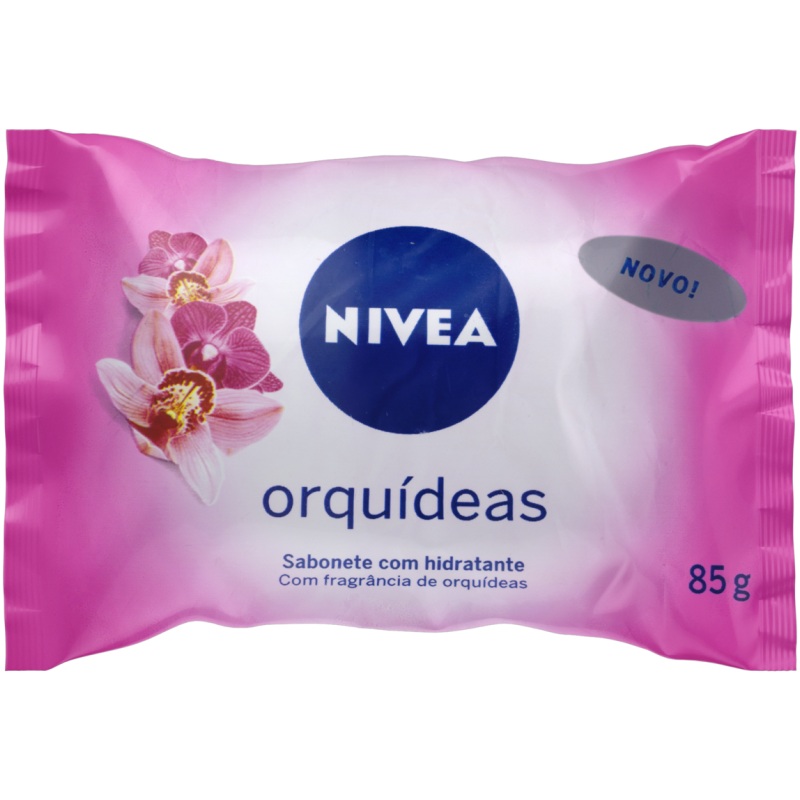 NIVEA
NOVO!
orquídeas
Sabonete com hidratante
Com fragrância de orquídeas
85 g